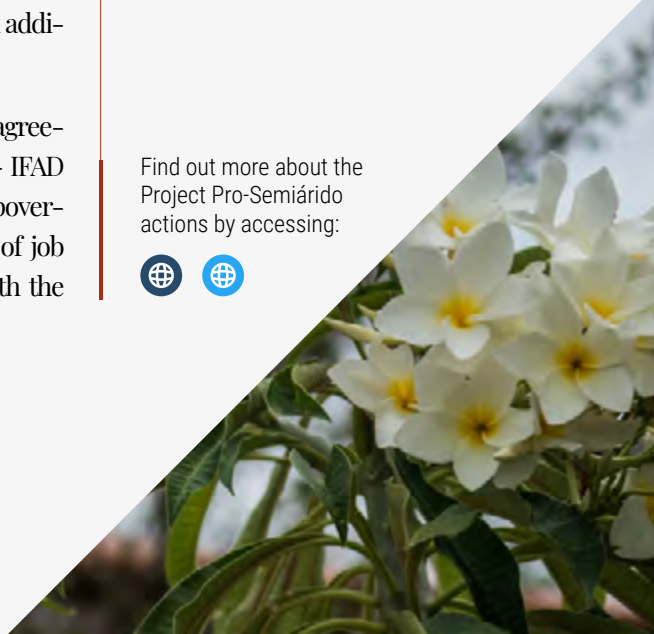 addi-
agree-
- IFAD
pover-
of job
th the
Find out more about the
Project Pro-Semiárido
actions by accessing: